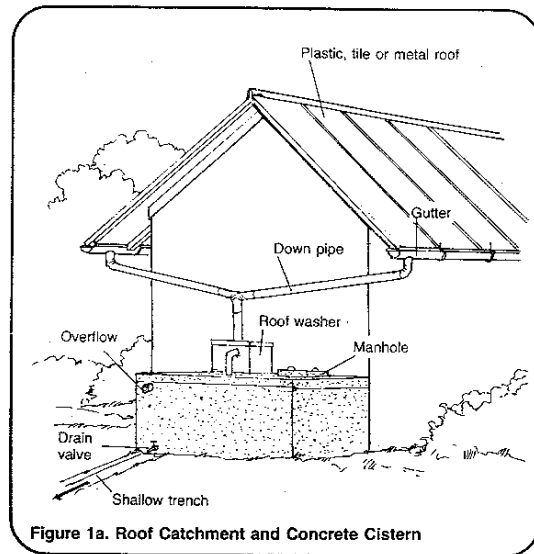 Plastic, tile or metal roof
Gutter
Down pipe
Roof washer
Overflow
Manhole
Drain
valve
Shallow trench
Figure 1a. Roof Catchment and Concrete Cistern